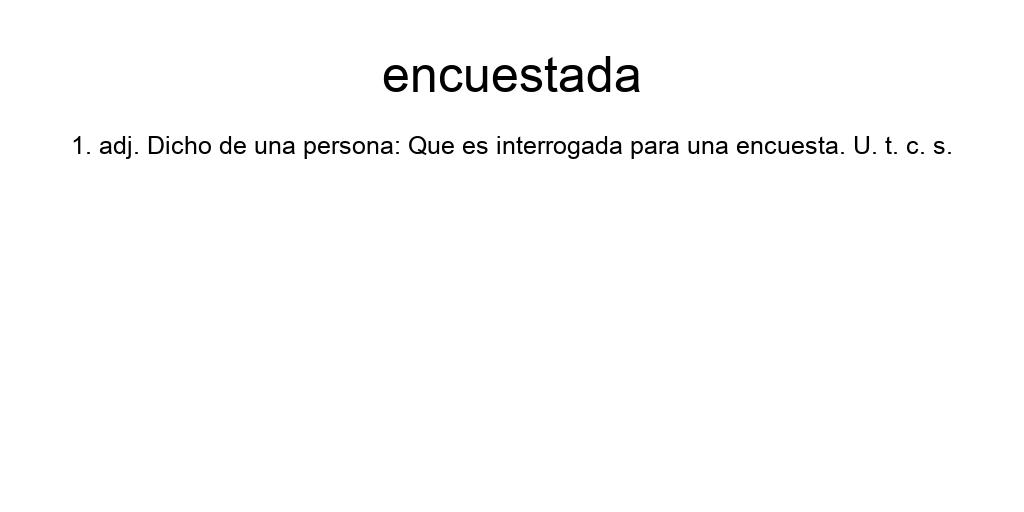 encuestada
1. adj. Dicho de una persona: Que es interrogada para una encuesta. U. t. c. s.